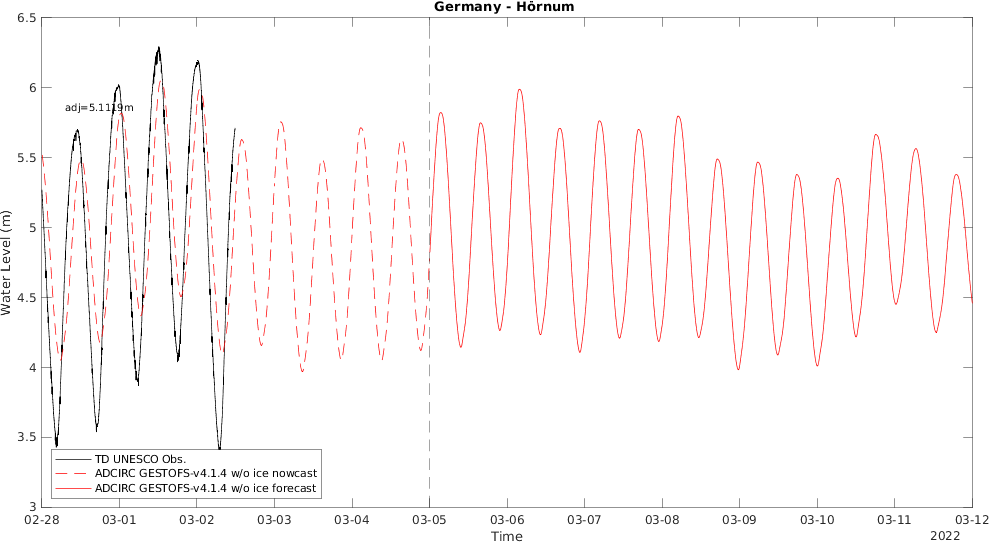 Germany - Hörnum
6.5
6
5.5
5
4.5
4
3.5
3
Water Level (m)
adj=5.1119m
TD UNESCO Obs.
ADCIRC GESTOFS-v4.1.4 w/o ice nowcast
ADCIRC GESTOFS-v4.1.4 w/o ice forecast
02-28 03-01 03-02 03-03 03-04 03-05 03-06 03-07 03-08 03-09 03-10 03-11 03-12
Time
2022